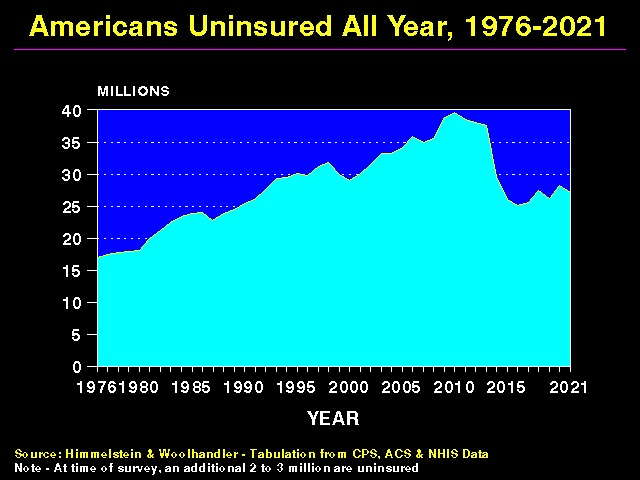 Americans Uninsured All Year, 1976-2021
MILLIONS
40
35
30
25
20
15
10
5
0
1976 1980 1985 1990 1995 2000 2005 2010 2015 2021
YEAR
Source: Himmelstein & Woolhandler - Tabulation from CPS, ACS & NHIS Data
Note - At time of survey, an additional 2 to 3 million are uninsured